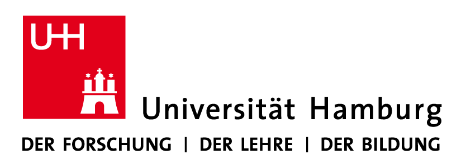 UHH
Universität Hamburg
DER FORSCHUNG | DER LEHRE | DER BILDUNG